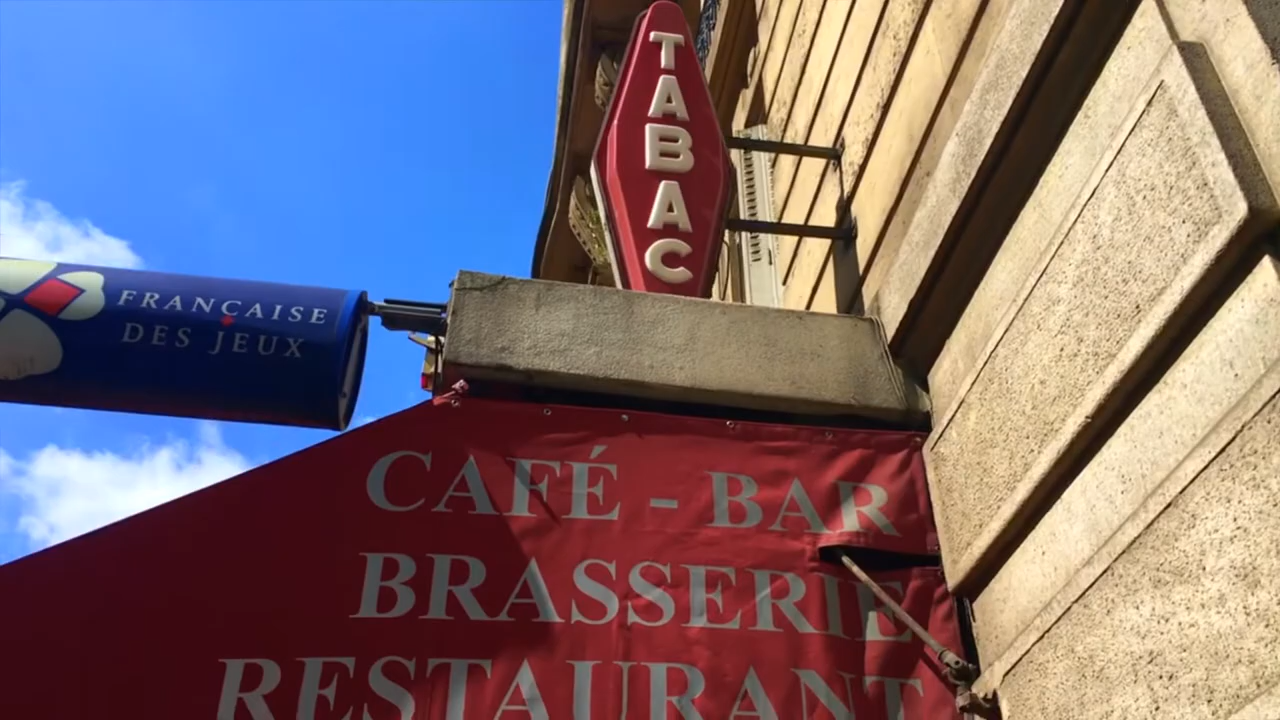 TABAC
FRANÇAISE
DES JEUX
CAFÉ - BAR
BRASSERIE
RESTAURANT